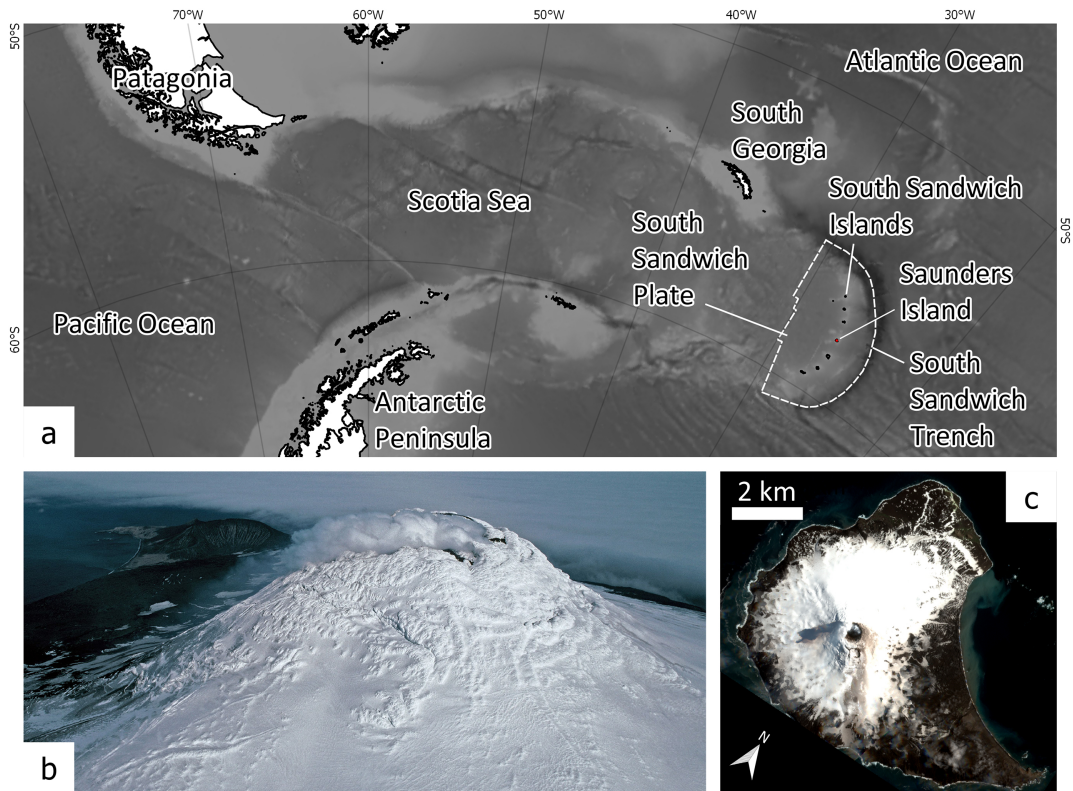 70°W
60°W
50°W
40°W
30°W
50°S
Atlantic Ocean
Patagonia
South
Georgia
South Sandwich
Islands
Scotia Sea
South
Sandwich
Plate
50°S
Saunders
Island
Pacific Ocean
60°S
South
Sandwich
Trench
Antarctic
Peninsula
a
b
2 km
c
N